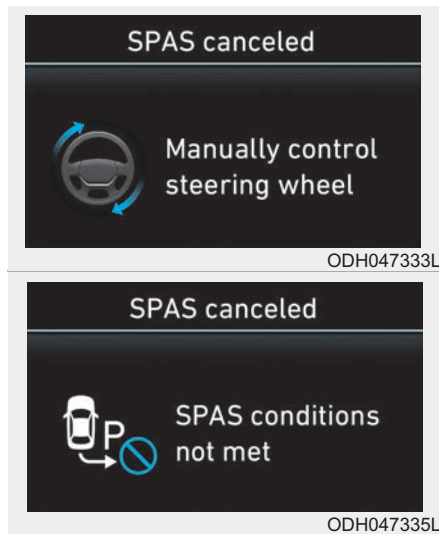 SPAS canceled
Manually control
steering wheel
ODH047333L
SPAS canceled
P
SPAS conditions
not met
ODH047335L